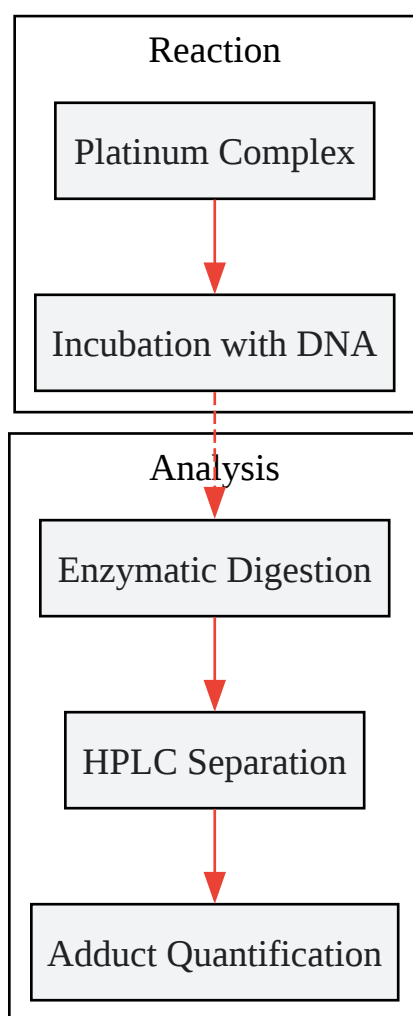 Reaction
Platinum Complex
Incubation with DNA
Analysis
Enzymatic Digestion
HPLC Separation
Adduct Quantification